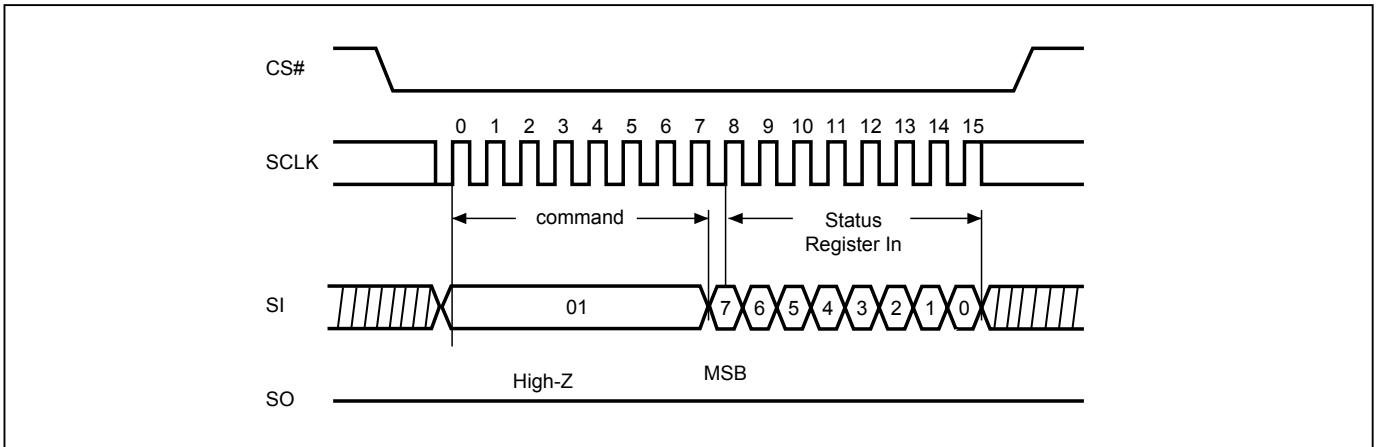 CS#
0 1 2 3 4 5 6 7 8 9 10 11 12 13 14 15
SCLK
command
Status
Register In
SI
01
7 6 5 4 3 2 1 0
High-Z
MSB
SO